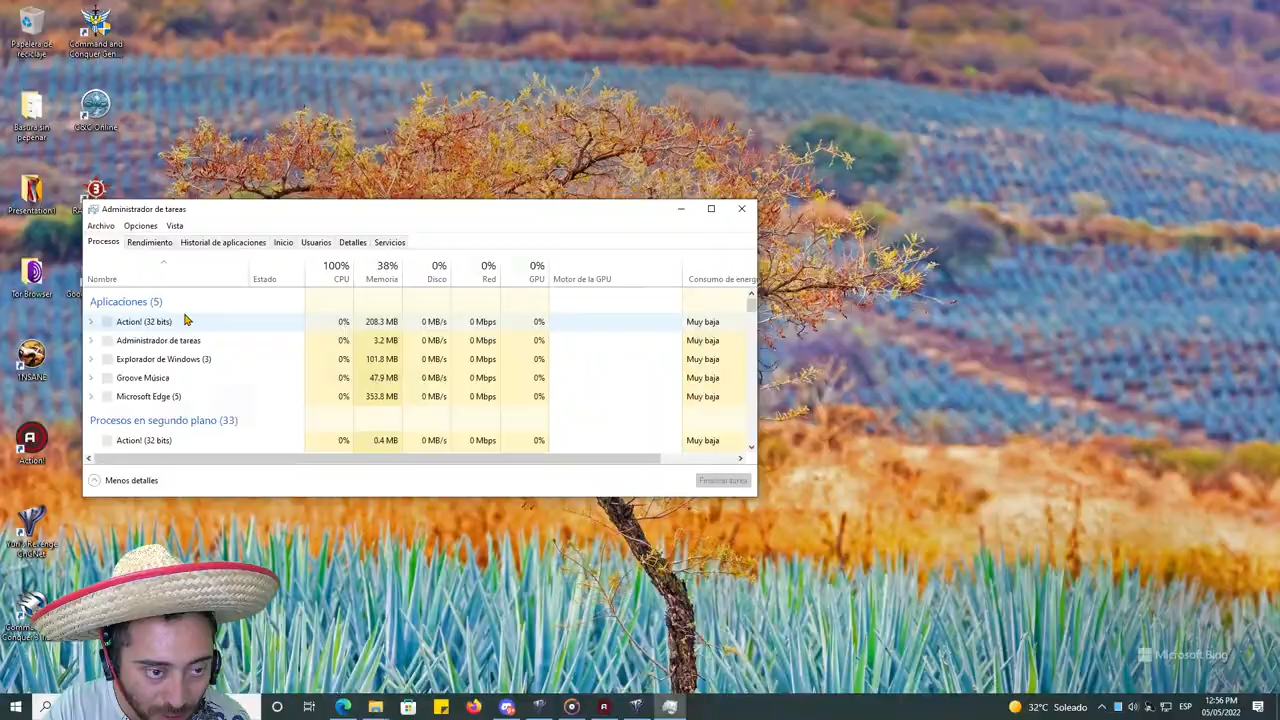 Papelera de
reciclaje
Command and
Conquer Gen...
Basura sin
pepenar
C&C Online
Presentation1
Tor Browser
Administrador de tareas
Archivo Opciones Vista
Procesos Rendimiento Historial de aplicaciones Inicio Usuarios Detalles Servicios
100% 38% 0% 0% 0%
Nombre Estado CPU Memoria Disco Red GPU Motor de la GPU Consumo de energ
Aplicaciones (5)
Action! (32 bits) 0% 208.3 MB 0 MB/s 0 Mbps 0% Muy baja
Administrador de tareas 0% 3.2 MB 0 MB/s 0 Mbps 0% Muy baja
Explorador de Windows (3) 0% 101.8 MB 0 MB/s 0 Mbps 0% Muy baja
Groove Música 0% 47.9 MB 0 MB/s 0 Mbps 0% Muy baja
Microsoft Edge (5) 0% 353.8 MB 0 MB/s 0 Mbps 0% Muy baja
Procesos en segundo plano (33)
Action! (32 bits) 0% 0.4 MB 0 MB/s 0 Mbps 0% Muy baja
Menos detalles Finalizar tarea
1NSANE
Action!
Yuri's Revenge
CnCNet
Microsoft Bing
32°C Soleado ESP 12:56 PM
05/05/2022